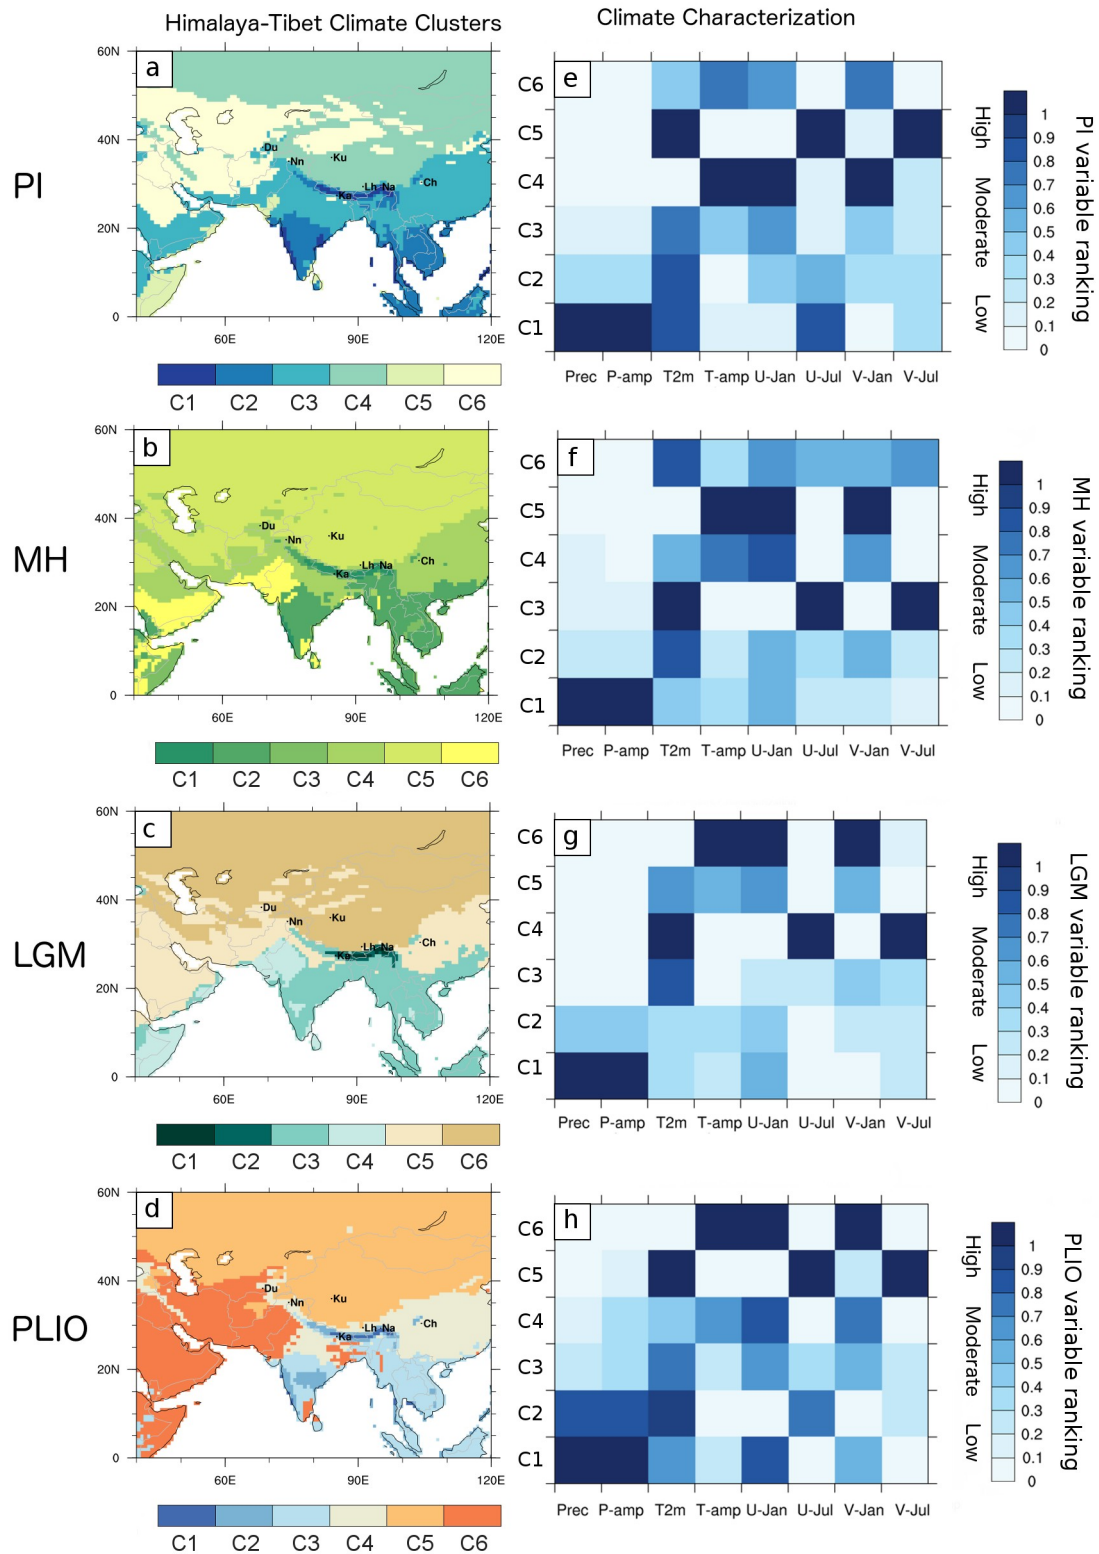 Himalaya-Tibet Climate Clusters
Climate Characterization
PI
a
60N
40N
20N
0
60E 90E 120E
Du
Nn
Ku
Ka
Lh Na
Ch
C1 C2 C3 C4 C5 C6
e
C6
C5
C4
C3
C2
C1
Prec P-amp T2m T-amp U-Jan U-Jul V-Jan V-Jul
1
0.9
0.8
0.7
0.6
0.5
0.4
0.3
0.2
0.1
0
High Moderate Low
PI variable ranking
MH
b
60N
40N
20N
0
60E 90E 120E
Du
Nn
Ku
Ka
Lh Na
Ch
C1 C2 C3 C4 C5 C6
f
C6
C5
C4
C3
C2
C1
Prec P-amp T2m T-amp U-Jan U-Jul V-Jan V-Jul
1
0.9
0.8
0.7
0.6
0.5
0.4
0.3
0.2
0.1
0
High Moderate Low
MH variable ranking
LGM
c
60N
40N
20N
0
60E 90E 120E
Du
Nn
Ku
Ka
Lh Na
Ch
C1 C2 C3 C4 C5 C6
g
C6
C5
C4
C3
C2
C1
Prec P-amp T2m T-amp U-Jan U-Jul V-Jan V-Jul
1
0.9
0.8
0.7
0.6
0.5
0.4
0.3
0.2
0.1
0
High Moderate Low
LGM variable ranking
PLIO
d
60N
40N
20N
0
60E 90E 120E
Du
Nn
Ku
Ka
Lh Na
Ch
C1 C2 C3 C4 C5 C6
h
C6
C5
C4
C3
C2
C1
Prec P-amp T2m T-amp U-Jan U-Jul V-Jan V-Jul
1
0.9
0.8
0.7
0.6
0.5
0.4
0.3
0.2
0.1
0
High Moderate Low
PLIO variable ranking